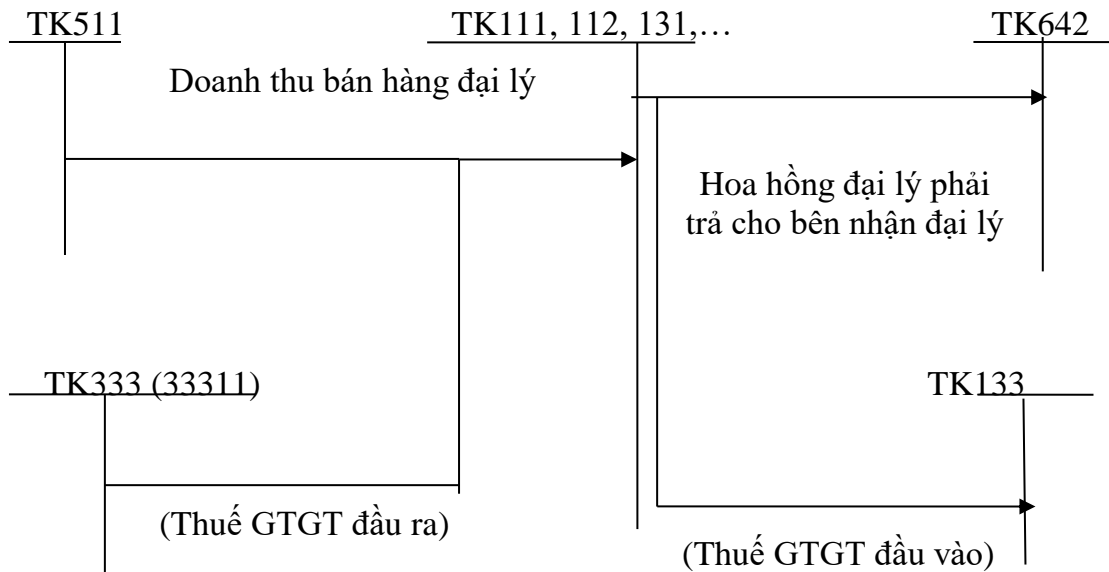 TK511
TK111, 112, 131,…
TK642
Doanh thu bán hàng đại lý
Hoa hồng đại lý phải
trả cho bên nhận đại lý
TK333 (33311)
TK133
(Thuế GTGT đầu ra)
(Thuế GTGT đầu vào)